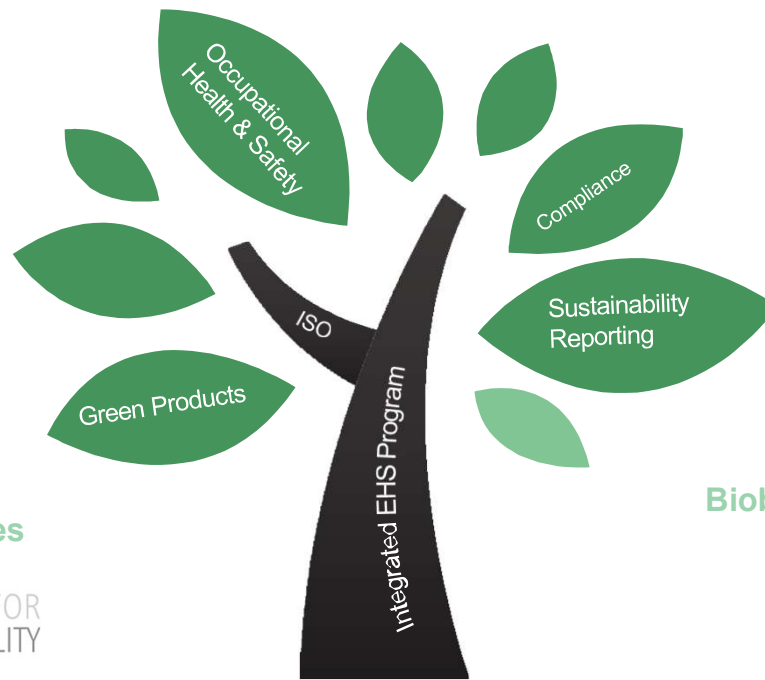 Occupational
Health & Safety
Compliance
Sustainability
Reporting
ISO
Green Products
Integrated EHS Program